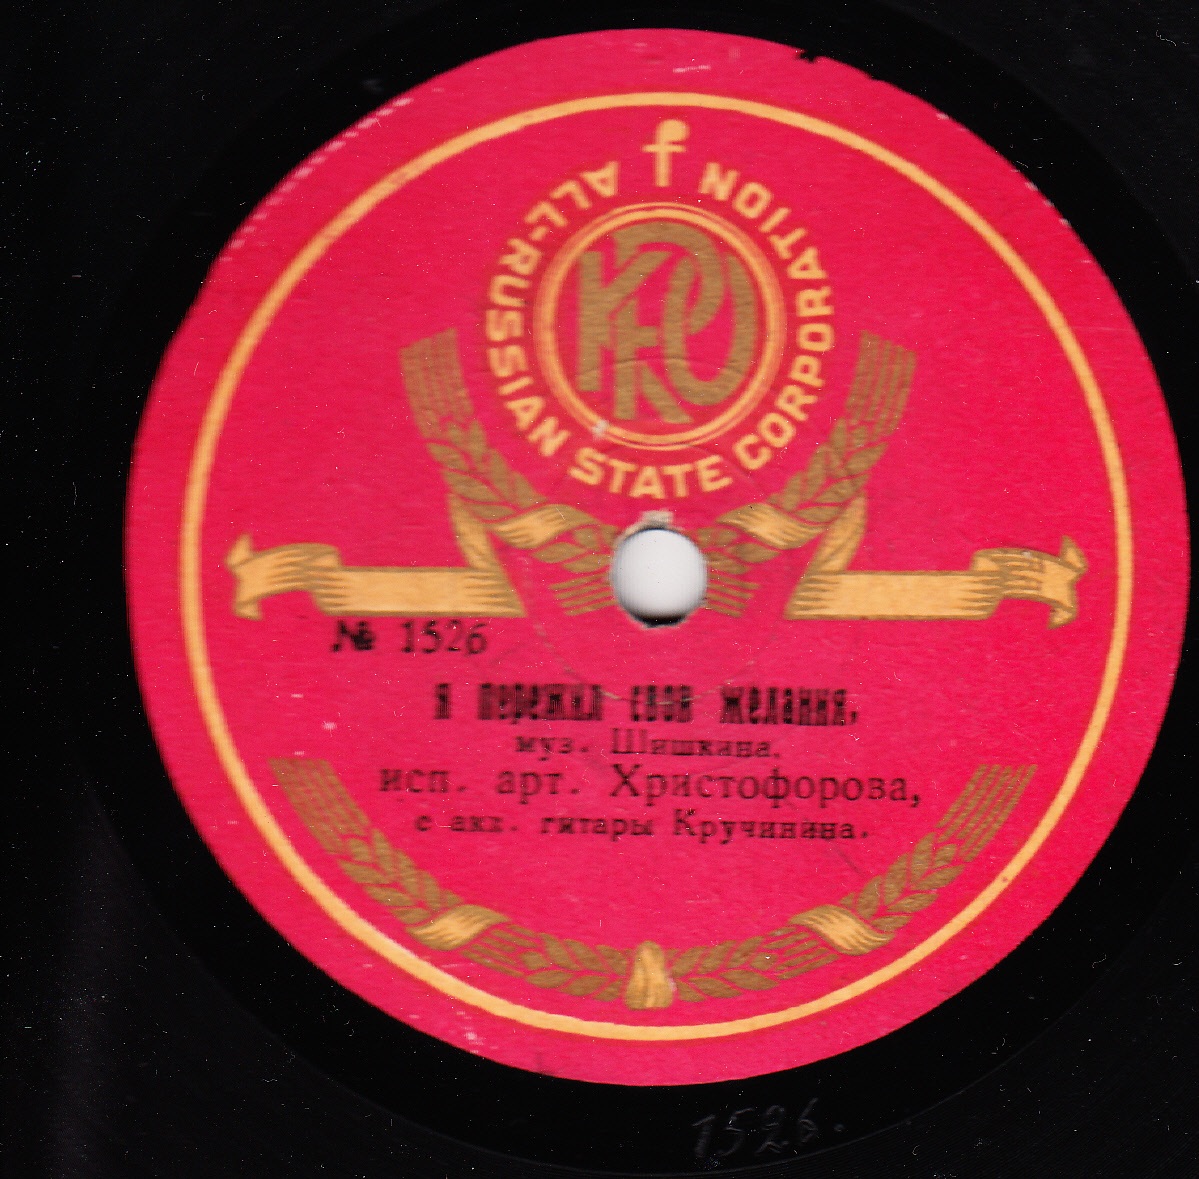 ALL-RUSSIAN STATE CORPORATION
№ 1526
Я пережил свои желания,
муз. Шишкина.
исп. арт. Христофорова,
с акк. гитары Кручинина.
1526.